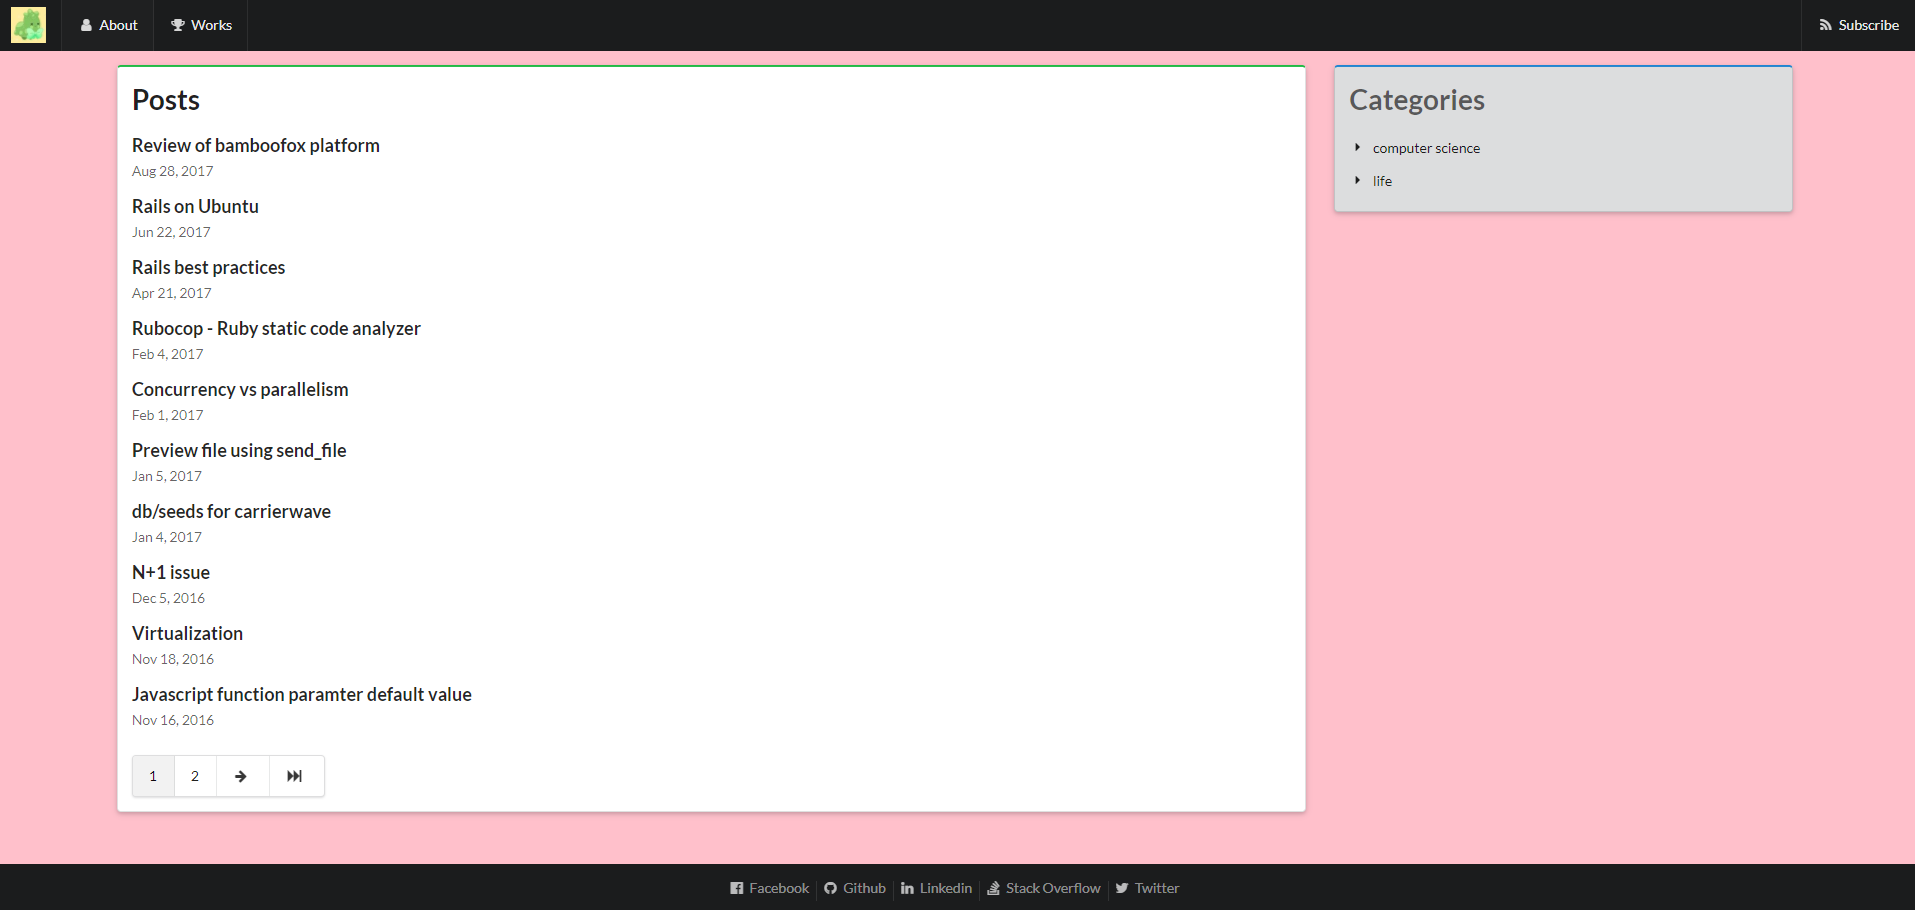 About
Works
Subscribe
Posts
Review of bamboofox platform
Aug 28, 2017
Rails on Ubuntu
Jun 22, 2017
Rails best practices
Apr 21, 2017
Rubocop - Ruby static code analyzer
Feb 4, 2017
Concurrency vs parallelism
Feb 1, 2017
Preview file using send_file
Jan 5, 2017
db/seeds for carrierwave
Jan 4, 2017
N+1 issue
Dec 5, 2016
Virtualization
Nov 18, 2016
Javascript function paramter default value
Nov 16, 2016
1 2
Categories
computer science
life
Facebook Github Linkedin Stack Overflow Twitter